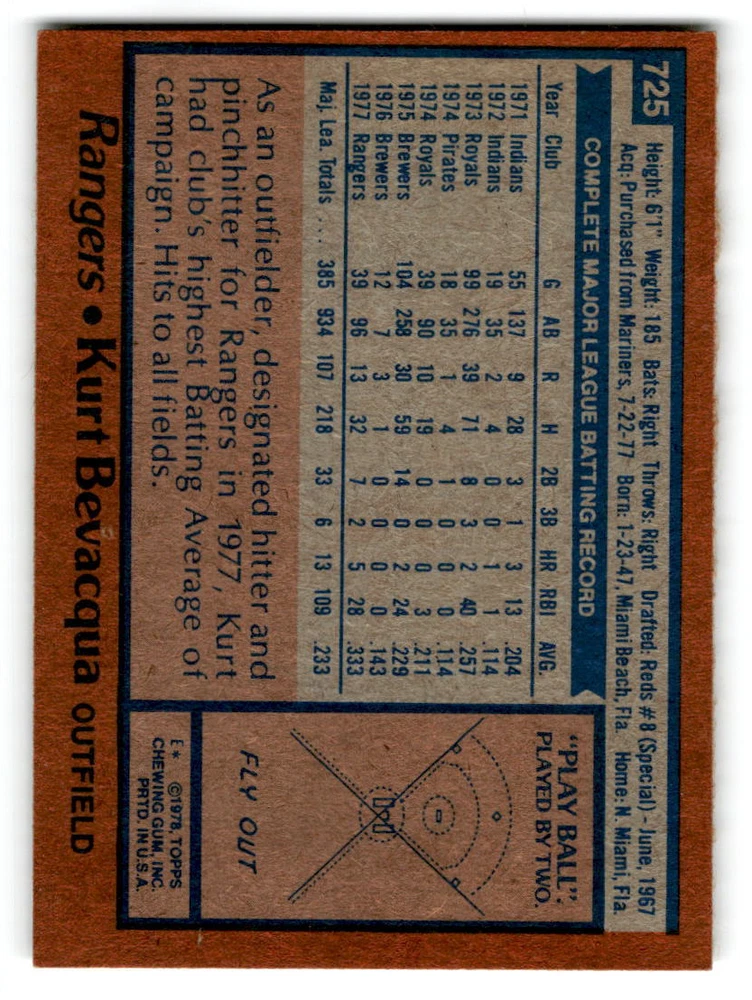 725
Height: 6'1" Weight: 185 Bats: Right Throws: Right Drafted: Reds #8 (Special) - June, 1967
Acq: Purchased from Mariners, 7-22-77 Born: 1-23-47, Miami Beach, Fla. Home: N. Miami, Fla.
COMPLETE MAJOR LEAGUE BATTING RECORD
Year Club G AB R H 2B 3B HR RBI AVG.
1971 Indians 55 137 9 28 3 1 3 13 .204
1972 Indians 19 35 2 4 0 0 1 1 .114
1973 Royals 99 276 39 71 8 3 2 40 .257
1974 Pirates 18 35 1 4 1 0 0 0 .114
1974 Royals 39 90 10 19 0 0 0 3 .211
1975 Brewers 104 258 30 59 14 0 2 24 .229
1976 Brewers 12 7 3 1 0 0 0 0 .143
1977 Rangers 39 96 13 32 7 2 5 28 .333
Maj. Lea. Totals ... 385 934 107 218 33 6 13 109 .233
As an outfielder, designated hitter and
pinchhitter for Rangers in 1977, Kurt
had club's highest Batting Average of
campaign. Hits to all fields.
"PLAY BALL":
PLAYED BY TWO.
FLY OUT
E* ©1978, TOPPS
CHEWING GUM, INC.
PRTD. IN U.S.A.
Rangers • Kurt Bevacqua OUTFIELD